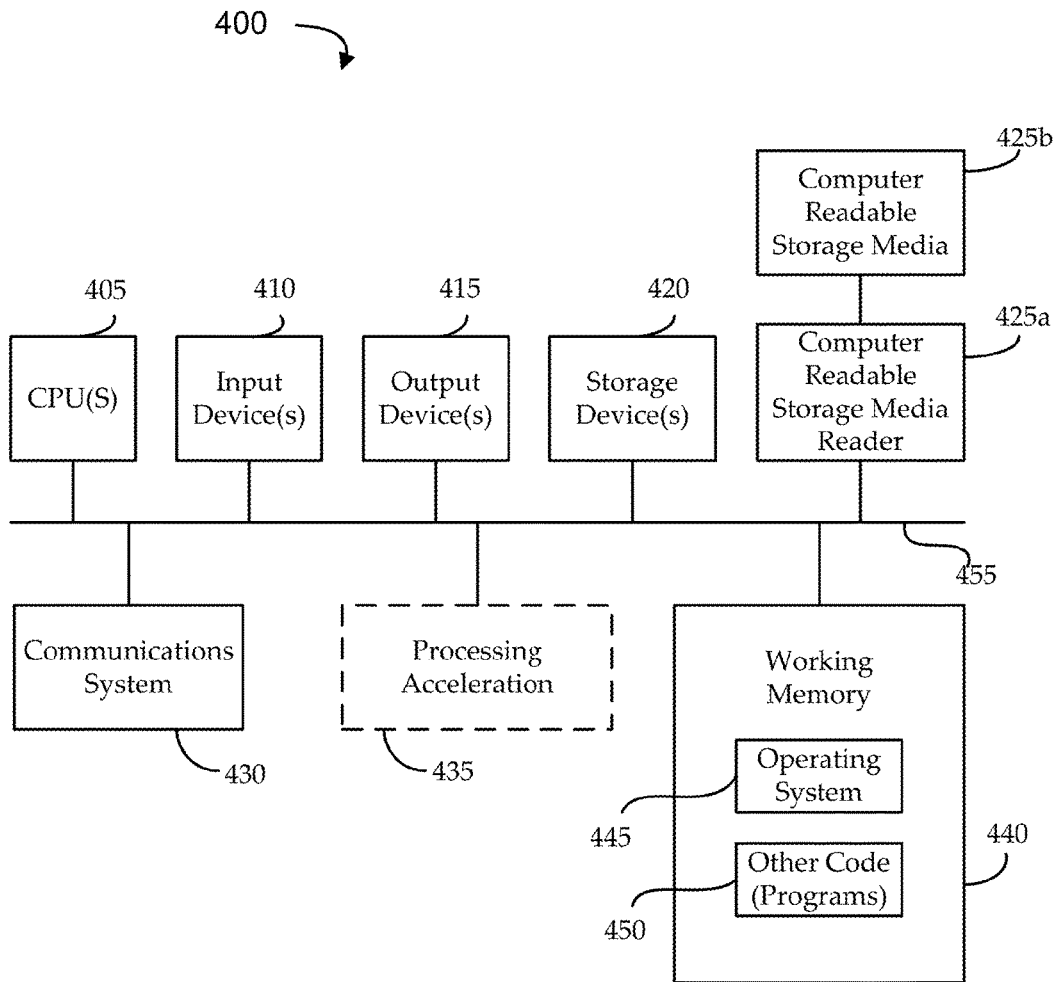 400
425b
Computer
Readable
Storage Media
405
410
415
420
425a
CPU(S)
Input
Device(s)
Output
Device(s)
Storage
Device(s)
Computer
Readable
Storage Media
Reader
455
Communications
System
Processing
Acceleration
Working
Memory
430
435
Operating
System
445
440
Other Code
(Programs)
450